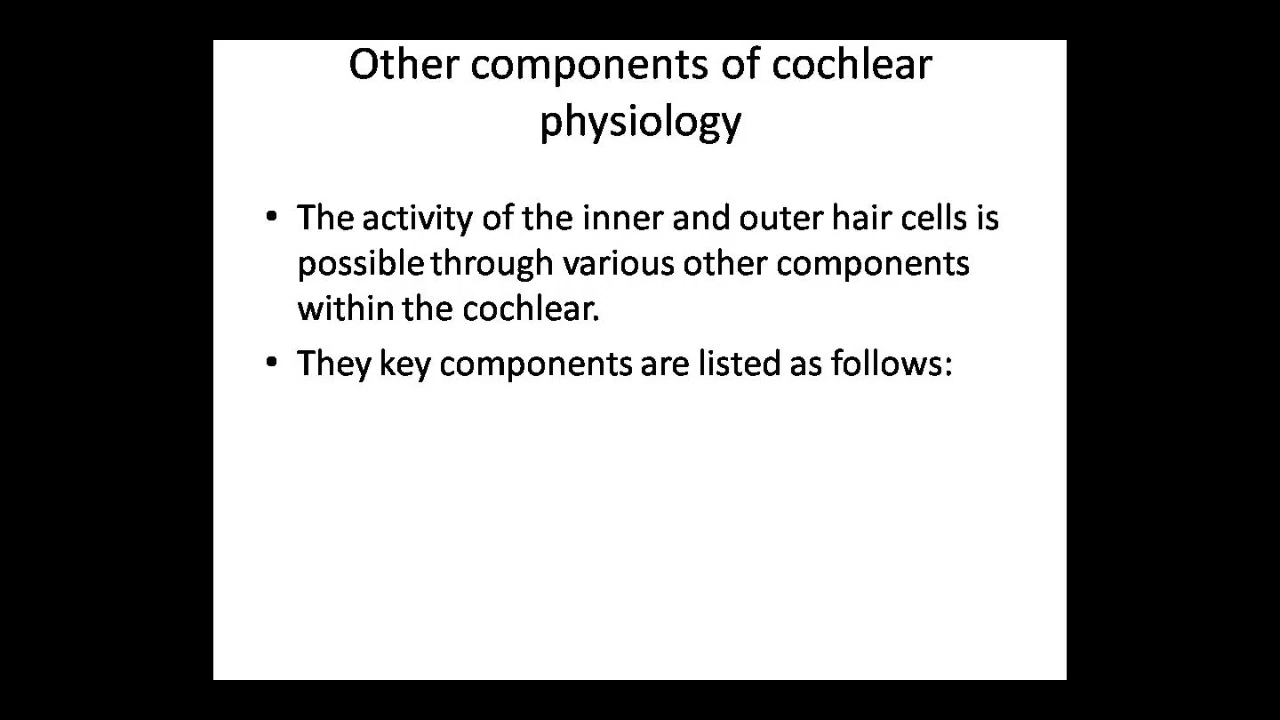 Other components of cochlear
physiology
• The activity of the inner and outer hair cells is
possible through various other components
within the cochlear.
• They key components are listed as follows: